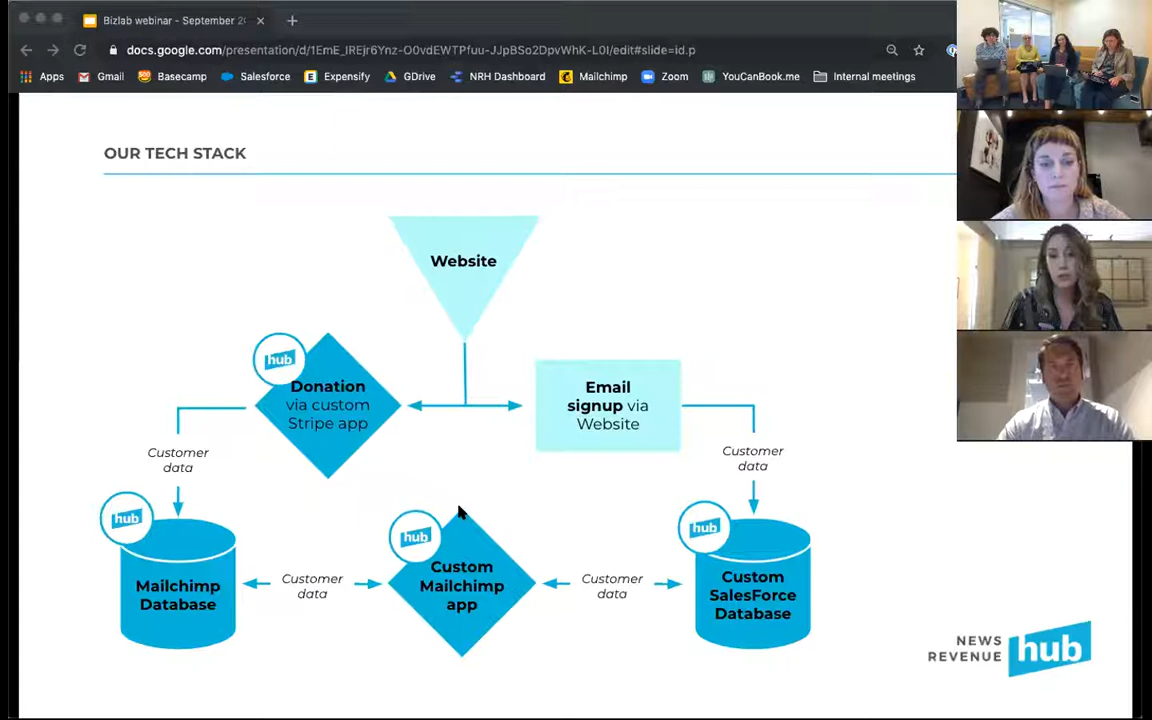 Bizlab webinar - September 2
docs.google.com/presentation/d/1EmE_IREjr6Ynz-O0vdEWTPfuu-JJpBSo2DpvWhK-L0I/edit#slide=id.p
Apps Gmail Basecamp Salesforce Expensify GDrive NRH Dashboard Mailchimp Zoom YouCanBook.me Internal meetings
OUR TECH STACK
Website
hub
Donation
via custom
Stripe app
Email
signup via
Website
Customer
data
Customer
data
hub
Mailchimp
Database
Customer
data
hub
Custom
Mailchimp
app
Customer
data
hub
Custom
SalesForce
Database
NEWS
REVENUE
hub